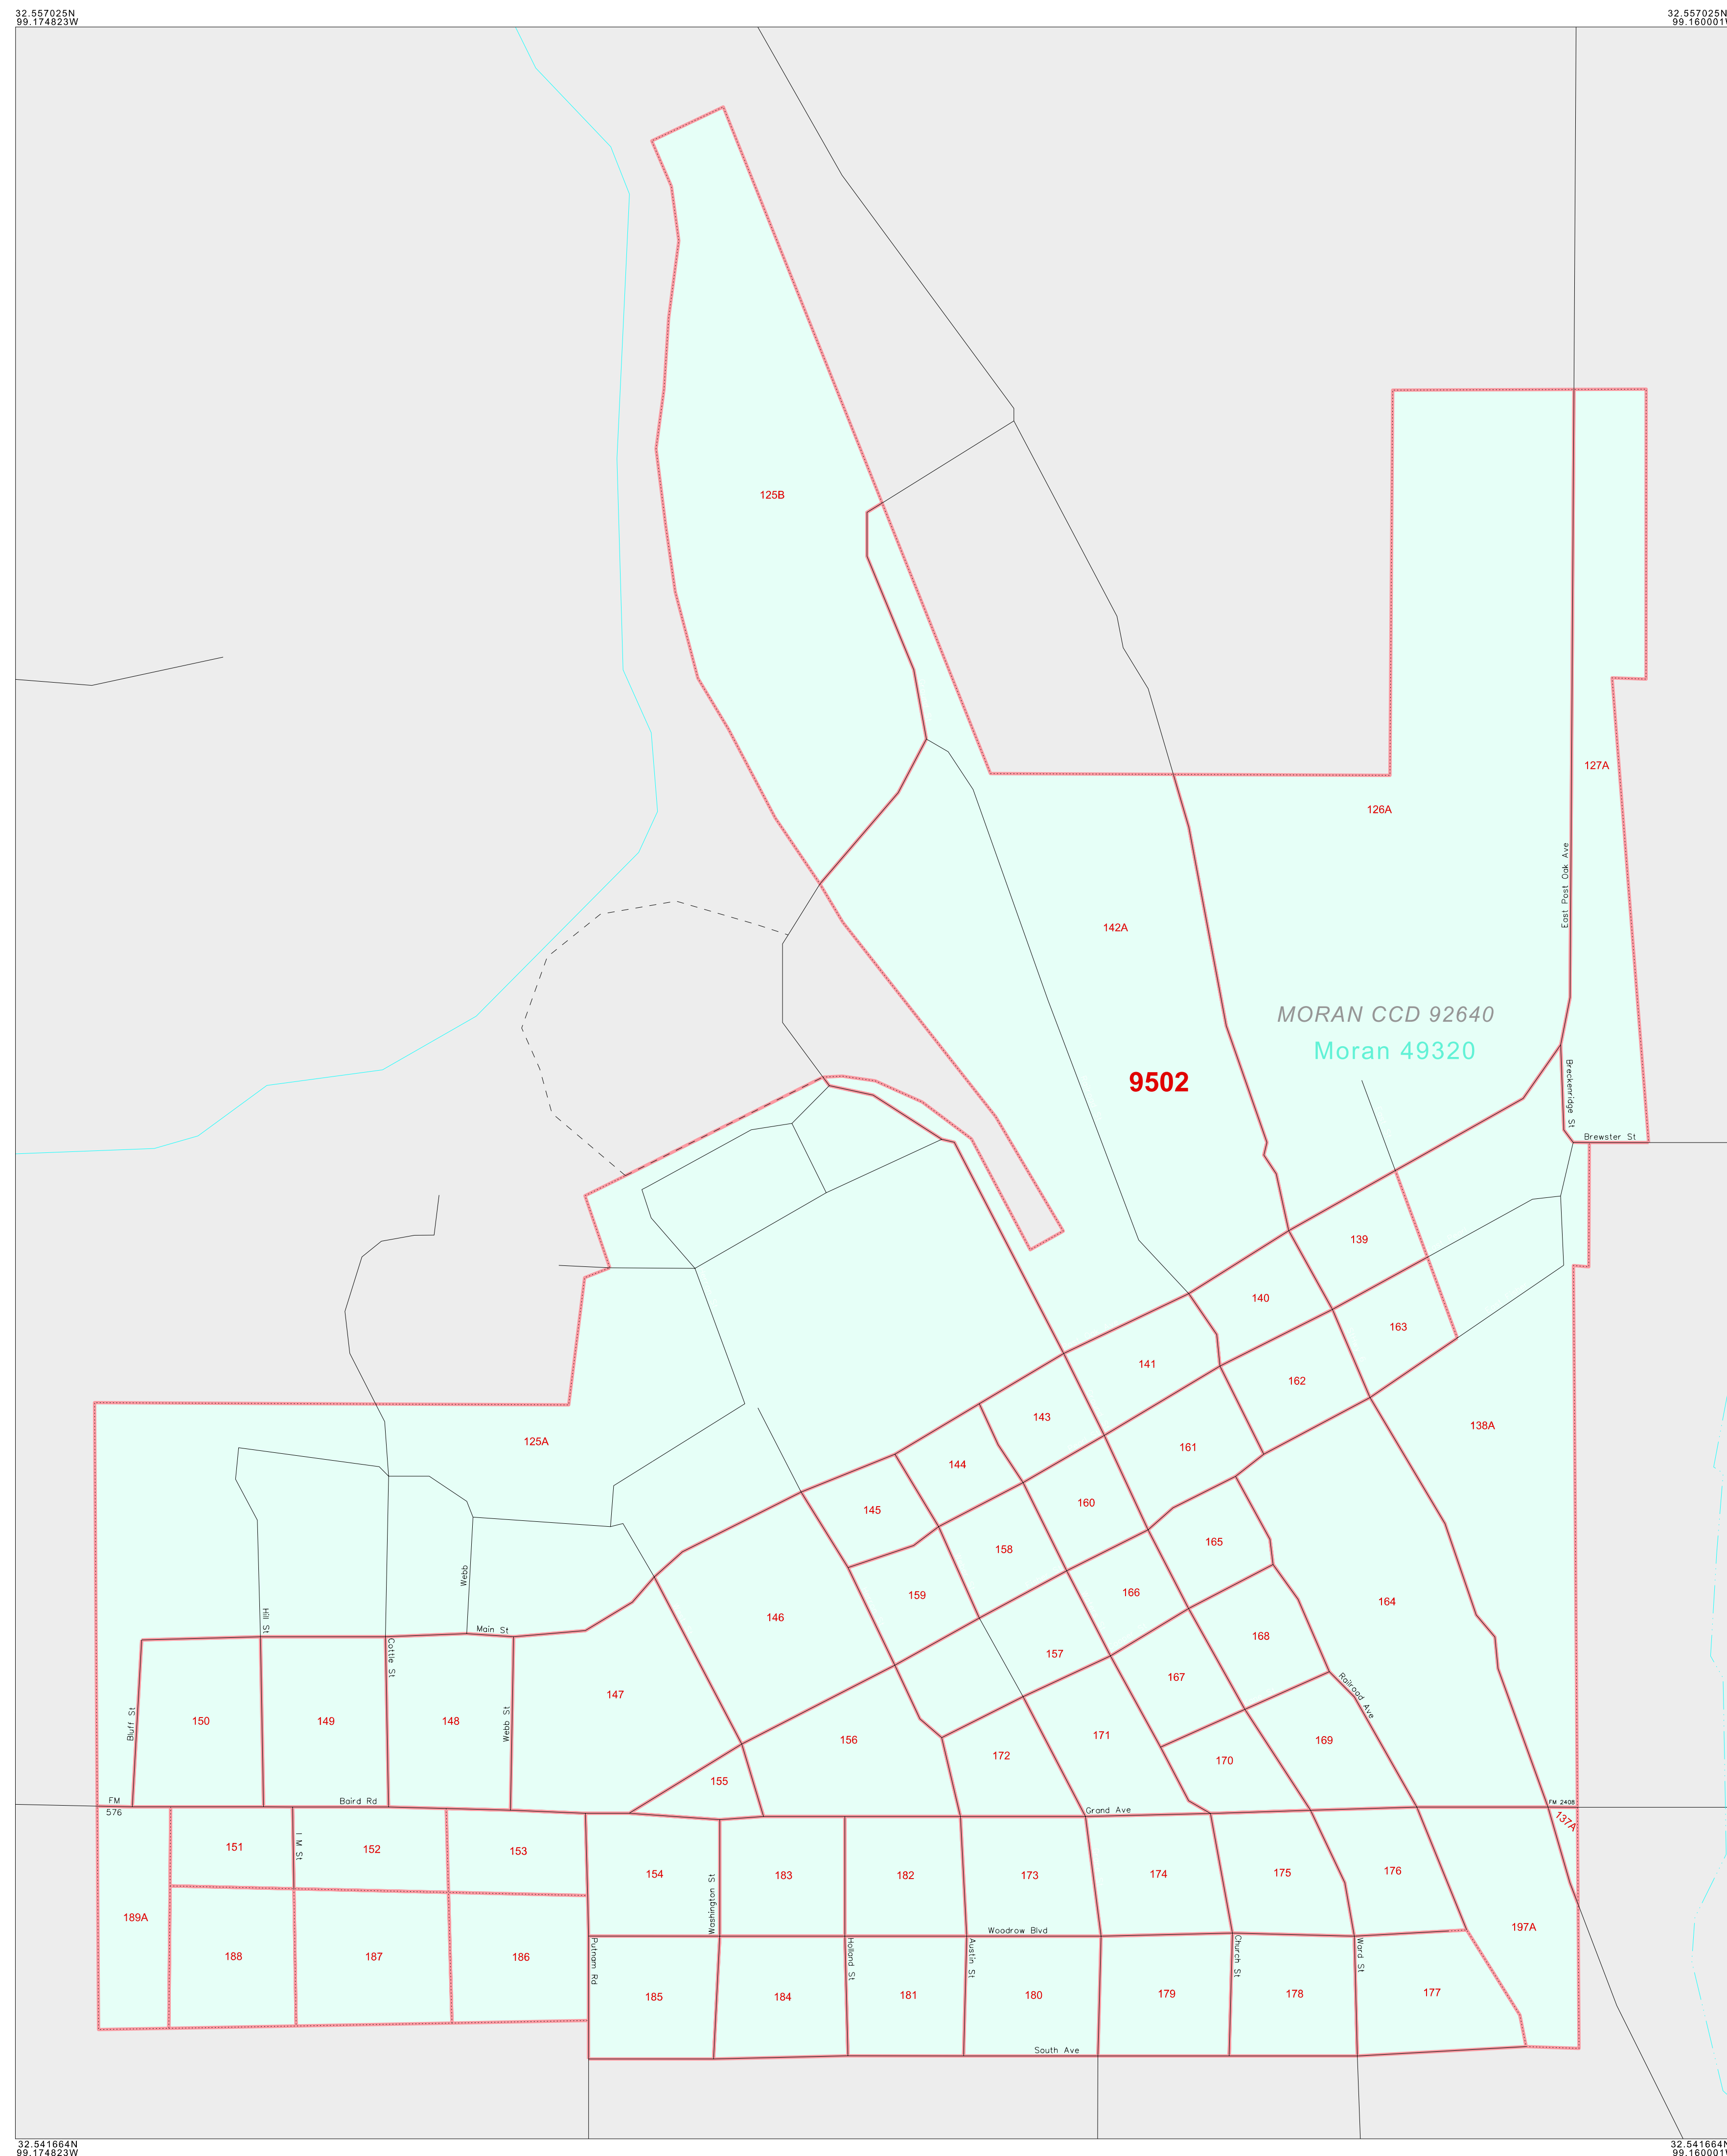 32.557025N
99.174823W
32.557025N
99.160001W
125B
127A
126A
East Post Oak Ave
142A
MORAN CCD 92640
Moran 49320
9502
Breckenridge St
Brewster St
139
140
163
141
162
143
138A
125A
161
144
145
160
165
158
Webb
166
159
164
146
Hill St
Main St
Cottle St
168
157
167
Railroad Ave
147
150
149
148
Bluff St
Webb St
156
171
169
172
155
170
FM
576
Baird Rd
Grand Ave
FM 2408
137A
151
I M St
152
153
154
Washington St
183
182
173
174
175
176
189A
197A
Woodrow Blvd
188
187
186
Putnam Rd
Holland St
Austin St
Church St
Ward St
185
184
181
180
179
178
177
South Ave
32.541664N
99.174823W
32.541664N
99.160001W